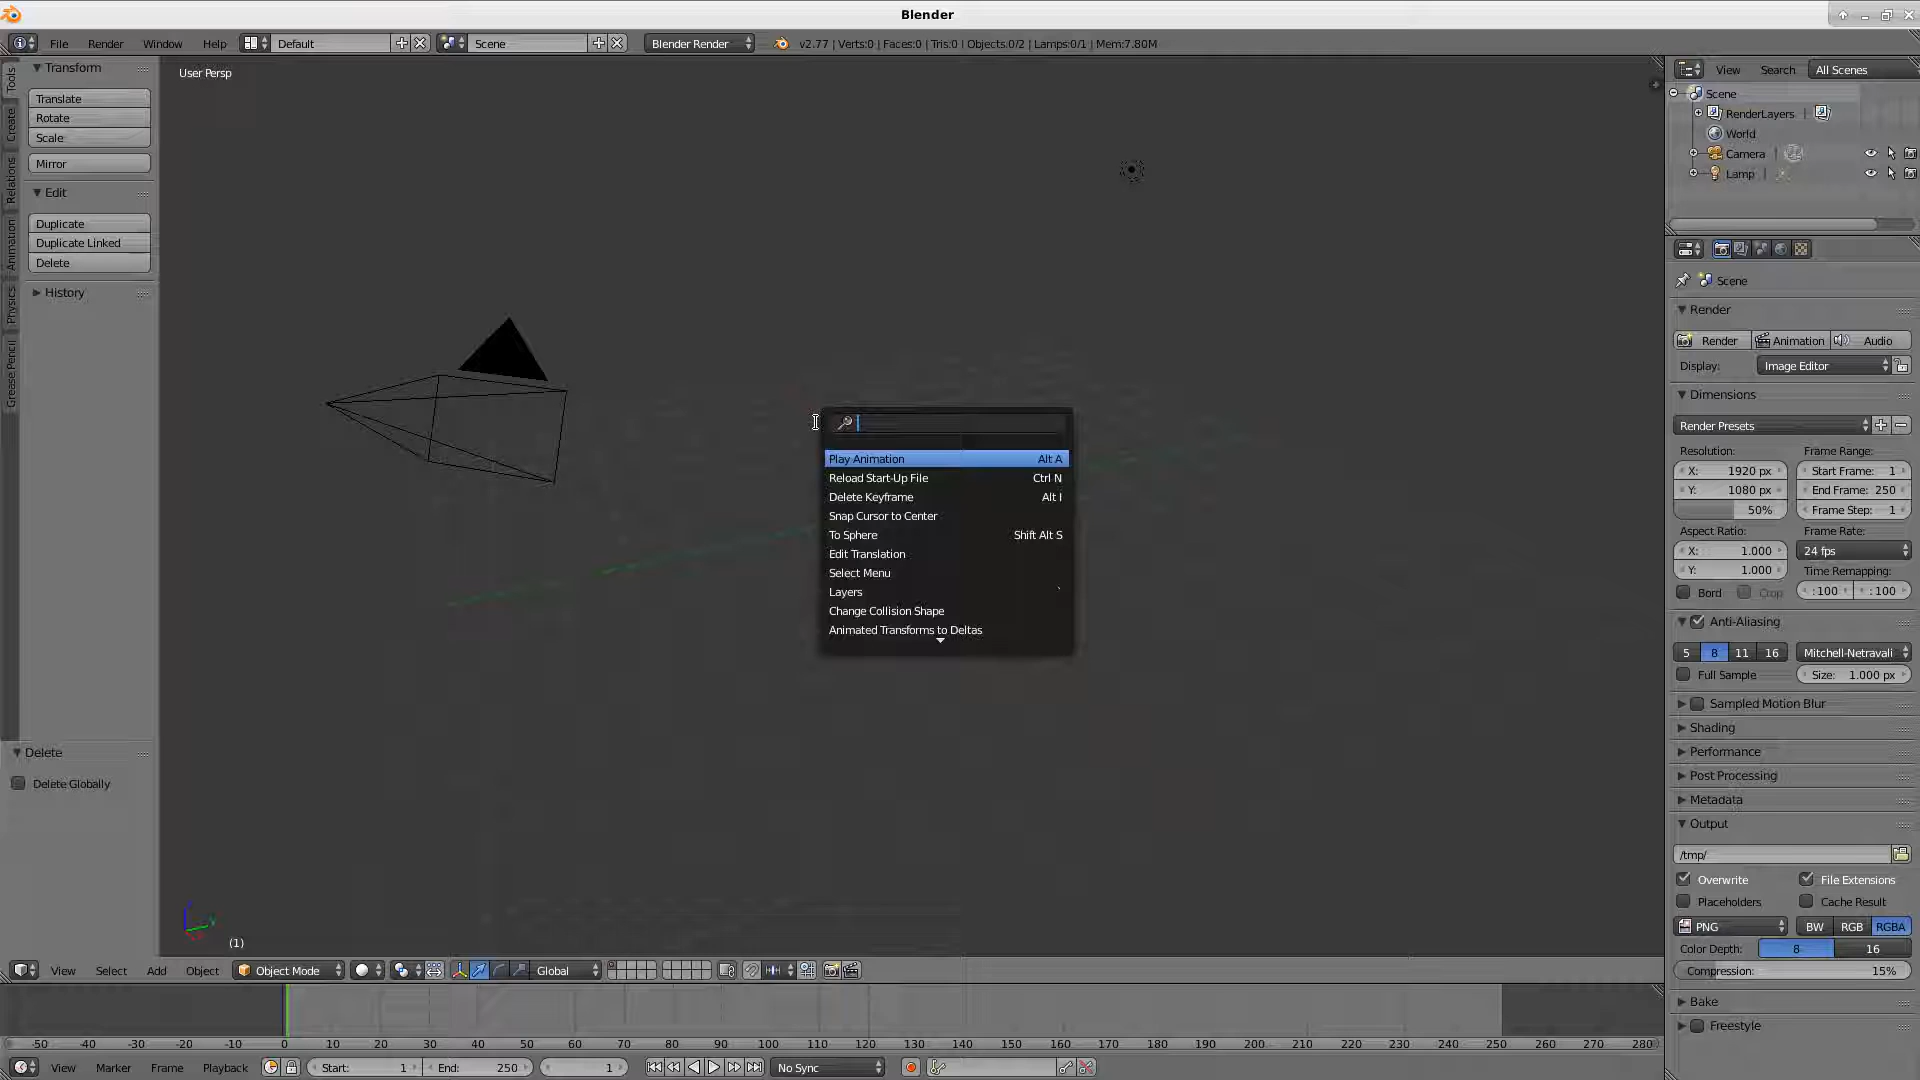 Blender
File Render Window Help Default Scene Blender Render v2.77 | Verts:0 | Faces:0 | Tris:0 | Objects:0/2 | Lamps:0/1 | Mem:7.80M
Tools
Create
Relations
Animation
Physics
Grease Pencil
Transform
Translate
Rotate
Scale
Mirror
Edit
Duplicate
Duplicate Linked
Delete
History
Delete
Delete Globally
User Persp
Play Animation Alt A
Reload Start-Up File Ctrl N
Delete Keyframe Alt I
Snap Cursor to Center
To Sphere Shift Alt S
Edit Translation
Select Menu
Layers `
Change Collision Shape
Animated Transforms to Deltas
(1)
View Select Add Object Object Mode Global
-50 -40 -30 -20 -10 0 10 20 30 40 50 60 70 80 90 100 110 120 130 140 150 160 170 180 190 200 210 220 230 240 250 260 270 280
View Marker Frame Playback Start: 1 End: 250 1 No Sync
View Search All Scenes
Scene
RenderLayers |
World
Camera |
Lamp |
Scene
Render
Render Animation Audio
Display: Image Editor
Dimensions
Render Presets
Resolution: Frame Range:
X: 1920 px Start Frame: 1
Y: 1080 px End Frame: 250
50% Frame Step: 1
Aspect Ratio: Frame Rate:
X: 1.000 24 fps
Y: 1.000 Time Remapping:
Bord Crop :100 :100
Anti-Aliasing
5 8 11 16 Mitchell-Netravali
Full Sample Size: 1.000 px
Sampled Motion Blur
Shading
Performance
Post Processing
Metadata
Output
/tmp/
Overwrite File Extensions
Placeholders Cache Result
PNG BW RGB RGBA
Color Depth: 8 16
Compression: 15%
Bake
Freestyle